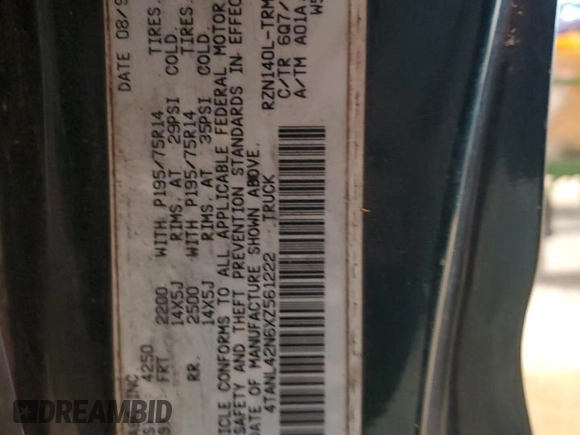 DATE 08/9
INC.
4250
FRT 2200 WITH P195/75R14 TIRES.
14X5J RIMS. AT 29PSI COLD.
RR. 2500 WITH P195/75R14 TIRES.
14X5J RIMS. AT 35PSI COLD.
CONFORMS TO ALL APPLICABLE FEDERAL MOTOR
SAFETY AND THEFT PREVENTION STANDARDS IN EFFEC
DATE OF MANUFACTURE SHOWN ABOVE.
4TANL42N6XZ561222 TRUCK
RZN140L-TRM
C/TR 6Q7/
A/TM A01A
W5
DREAMBID